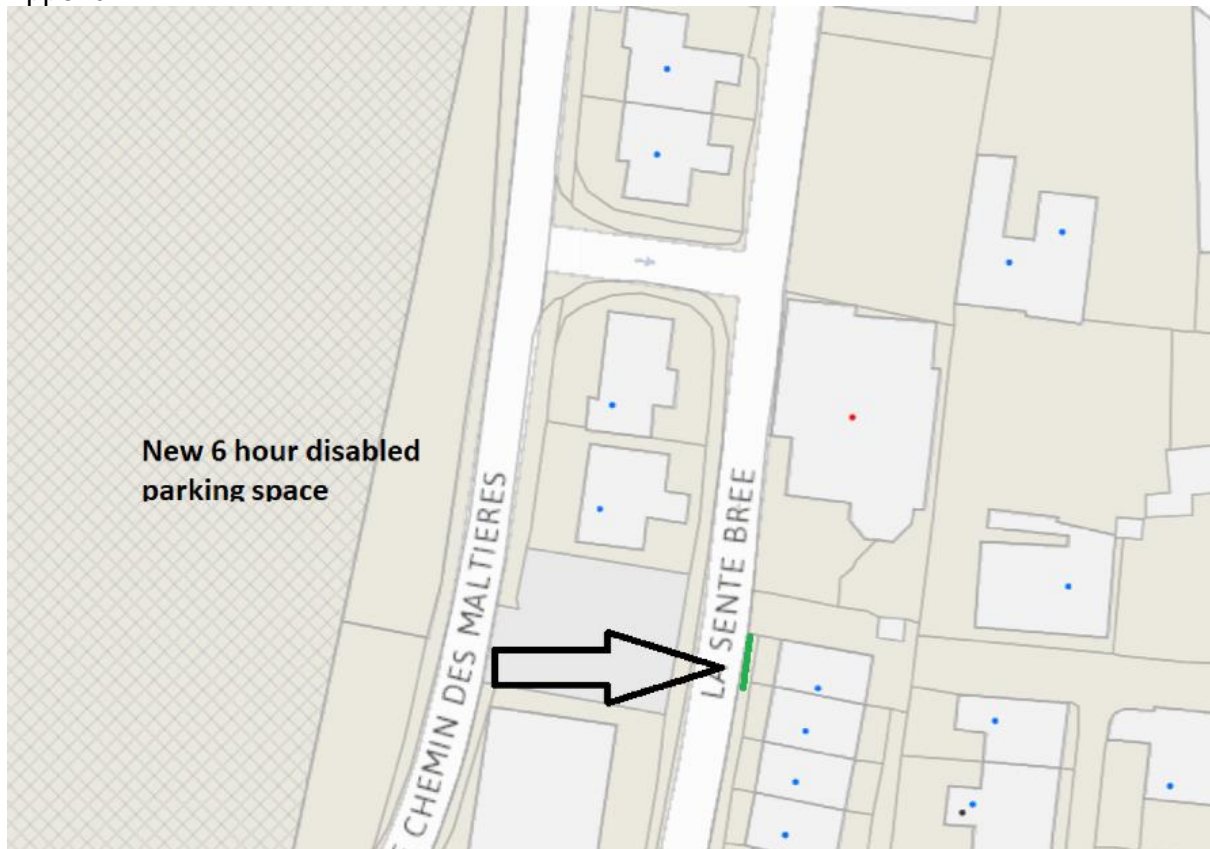 New 6 hour disabled
parking space
CHEMIN DES MALTIERES
LA SENTE BREE